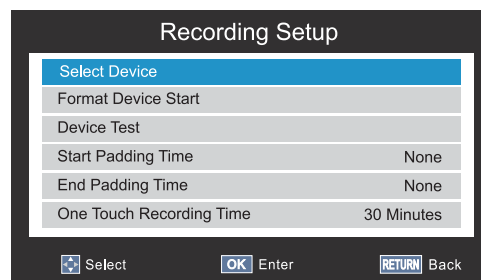 Recording Setup
Select Device
Format Device Start
Device Test
Start Padding Time None
End Padding Time None
One Touch Recording Time 30 Minutes
Select OK Enter RETURN Back